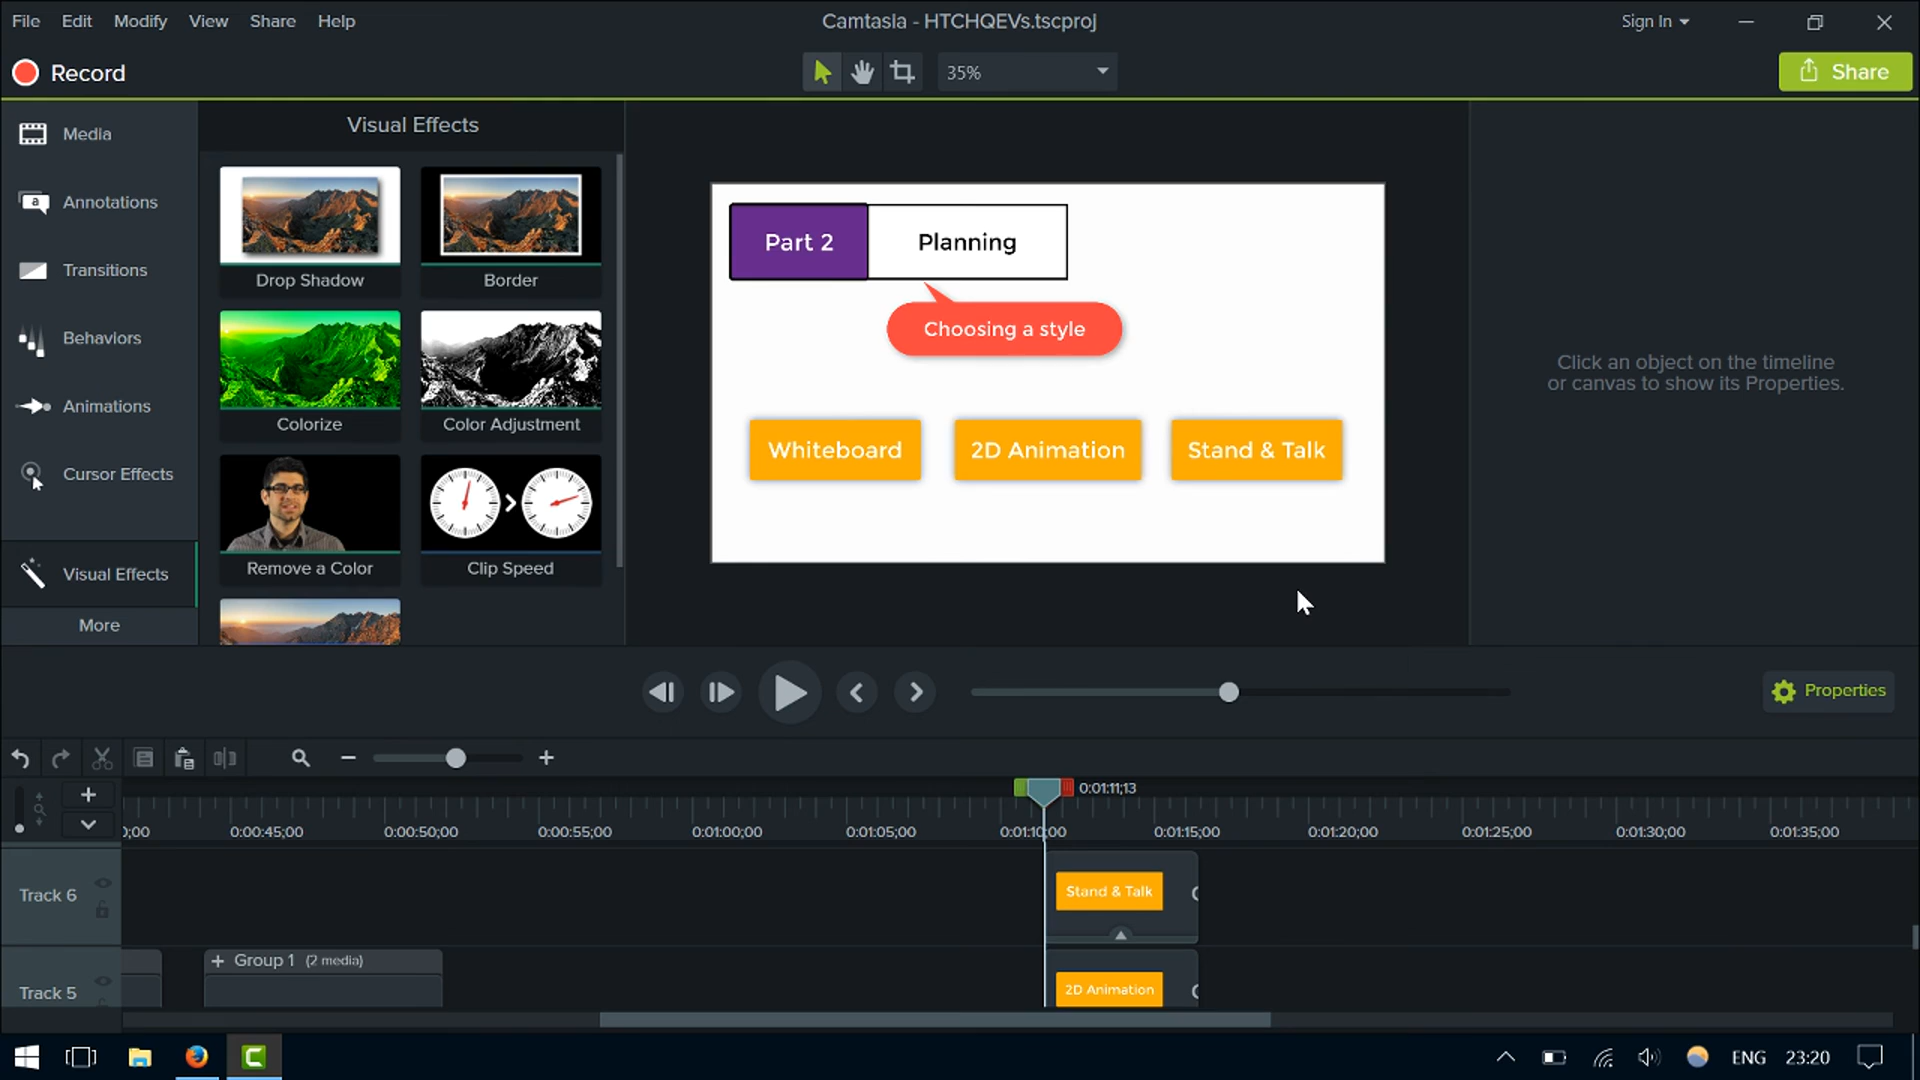 File Edit Modify View Share Help
Camtasia - HTCHQEVs.tscproj
Sign In
Record
35%
Share
Media
Annotations
Transitions
Behaviors
Animations
Cursor Effects
Visual Effects
More
Visual Effects
Drop Shadow
Border
Colorize
Color Adjustment
Remove a Color
Clip Speed
Part 2
Planning
Choosing a style
Whiteboard
2D Animation
Stand & Talk
Click an object on the timeline
or canvas to show its Properties.
Properties
0:01:11;13
0:00:45;00 0:00:50;00 0:00:55;00 0:01:00;00 0:01:05;00 0:01:10;00 0:01:15;00 0:01:20;00 0:01:25;00 0:01:30;00 0:01:35;00
Track 6
Stand & Talk
Track 5
Group 1 (2 media)
2D Animation
ENG 23:20